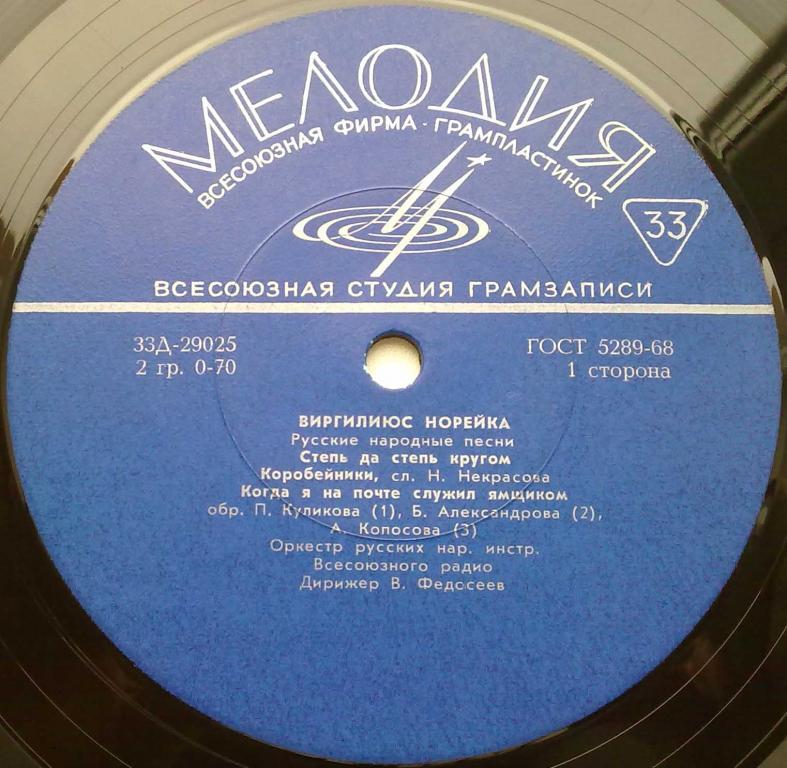 МЕЛОДИЯ
ВСЕСОЮЗНАЯ ФИРМА · ГРАМПЛАСТИНОК
33
ВСЕСОЮЗНАЯ СТУДИЯ ГРАМЗАПИСИ
33Д-29025
2 гр. 0-70
ГОСТ 5289-68
1 сторона
ВИРГИЛИЮС НОРЕЙКА
Русские народные песни
Степь да степь кругом
Коробейники, сл. Н. Некрасова
Когда я на почте служил ямщиком
обр. П. Куликова (1), Б. Александрова (2),
А. Копосова (3)
Оркестр русских нар. инстр.
Всесоюзного радио
Дирижер В. Федосеев